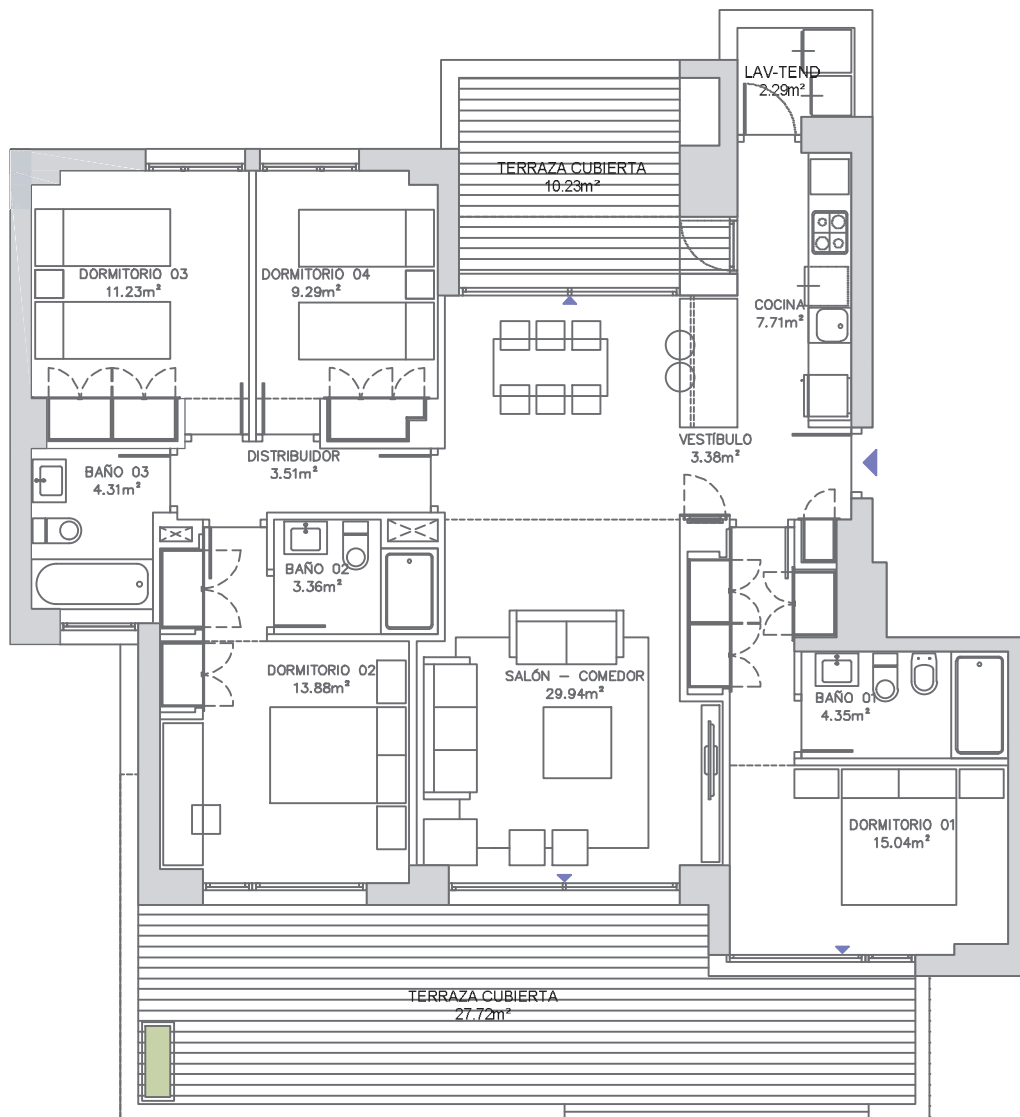 LAV-TEND
2.29m²
TERRAZA CUBIERTA
10.23m²
DORMITORIO 03
11.23m²
DORMITORIO 04
9.29m²
COCINA
7.71m²
VESTÍBULO
3.38m²
DISTRIBUIDOR
3.51m²
BAÑO 03
4.31m²
BAÑO 02
3.36m²
DORMITORIO 02
13.88m²
SALÓN – COMEDOR
29.94m²
BAÑO 01
4.35m²
DORMITORIO 01
15.04m²
TERRAZA CUBIERTA
27.72m²